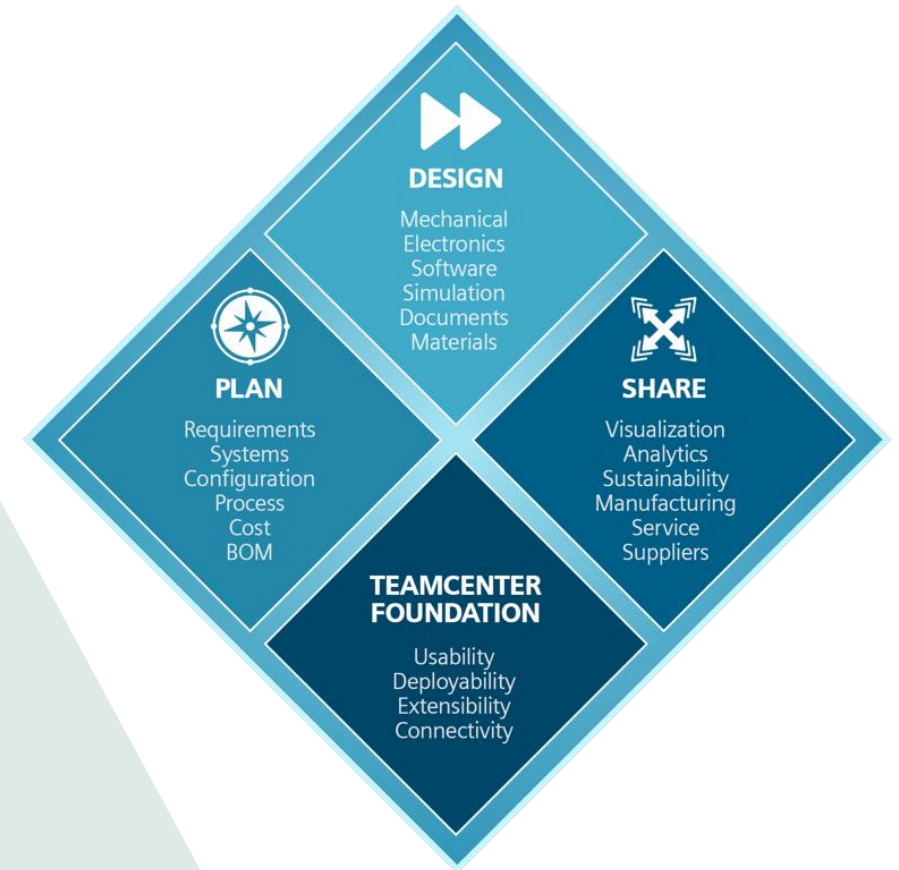 DESIGN
Mechanical
Electronics
Software
Simulation
Documents
Materials
PLAN
Requirements
Systems
Configuration
Process
Cost
BOM
SHARE
Visualization
Analytics
Sustainability
Manufacturing
Service
Suppliers
TEAMCENTER
FOUNDATION
Usability
Deployability
Extensibility
Connectivity